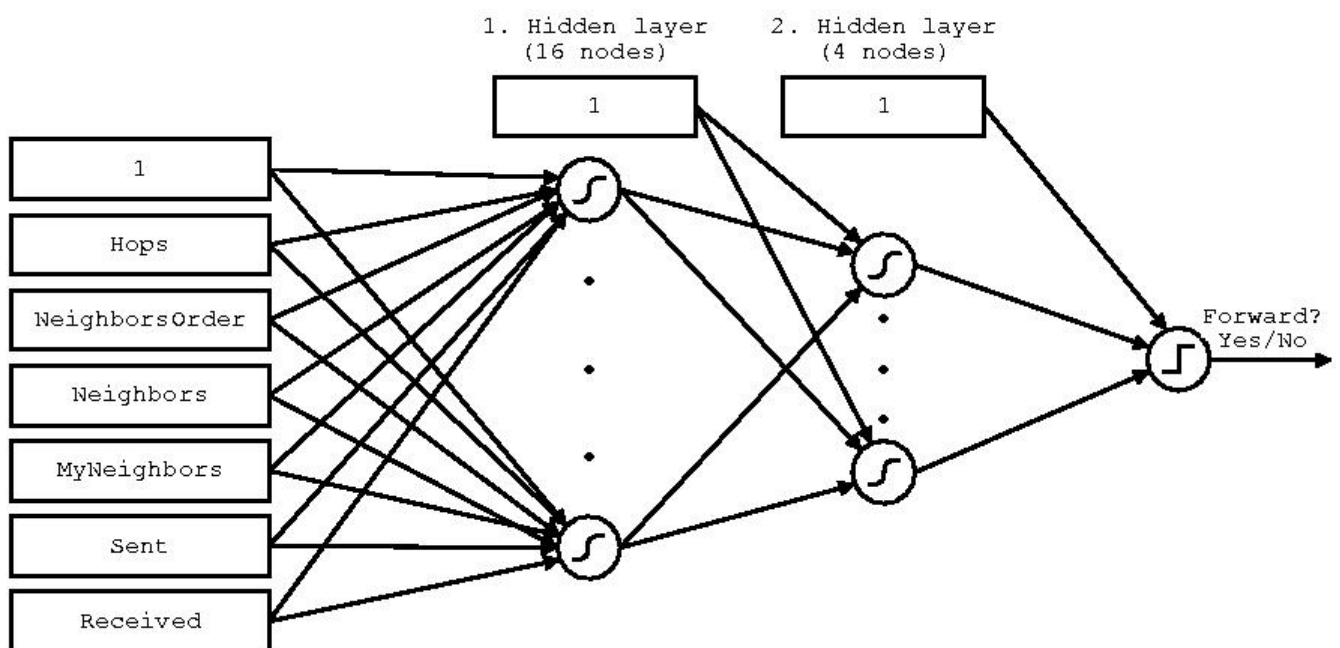 1. Hidden layer
(16 nodes)
2. Hidden layer
(4 nodes)
1
1
1
Hops
NeighborsOrder
Neighbors
MyNeighbors
Sent
Received
Forward?
Yes/No